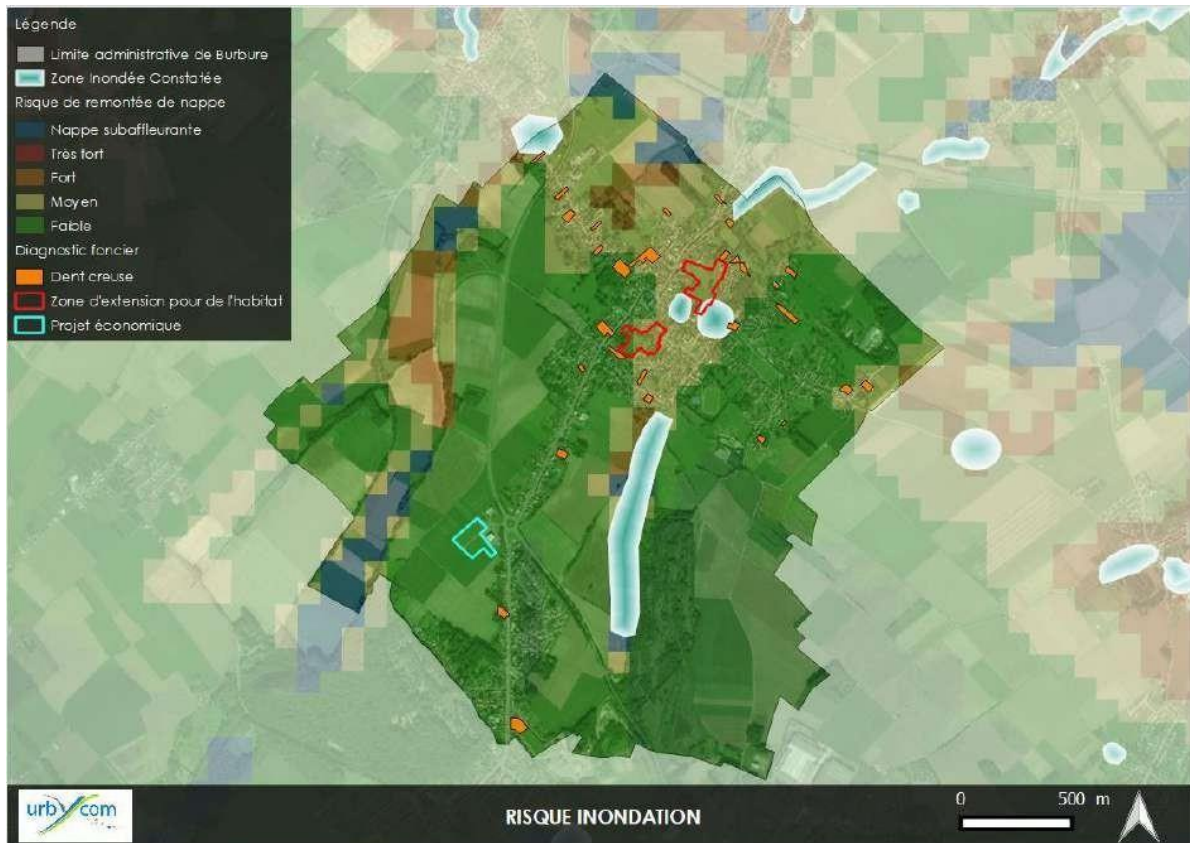 Légende
Limite administrative de Burbure
Zone Inondée Constatée
Risque de remontée de nappe
Nappe subaffleurante
Très fort
Fort
Moyen
Faible
Diagnostic foncier
Dent creuse
Zone d'extension pour de l'habitat
Projet économique
urbycom
RISQUE INONDATION
0 500 m